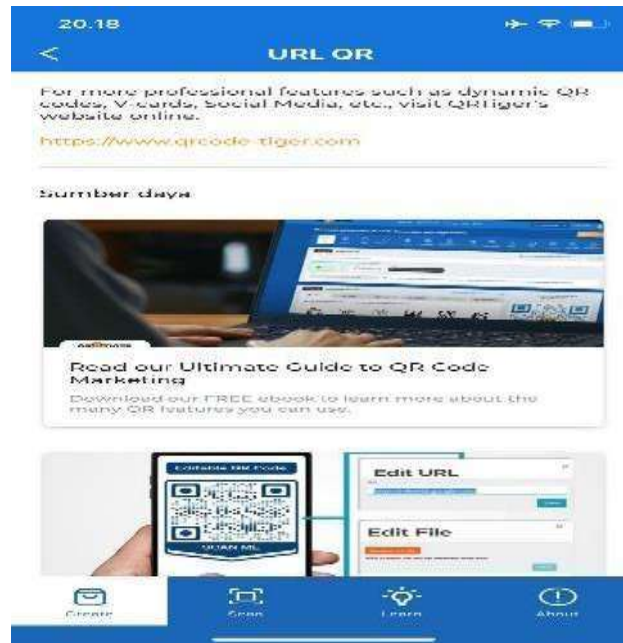 20.18
URL QR
For more professional features such as dynamic QR
codes, V-cards, Social Media, etc., visit QRTiger's
website online.
https://www.qrcode-tiger.com
Sumber daya
Read our Ultimate Guide to QR Code
Marketing
Download our FREE ebook to learn more about the
many QR features you can use.
Editable QR Code
SCAN ME
Edit URL
Edit File
Create
Scan
Learn
About